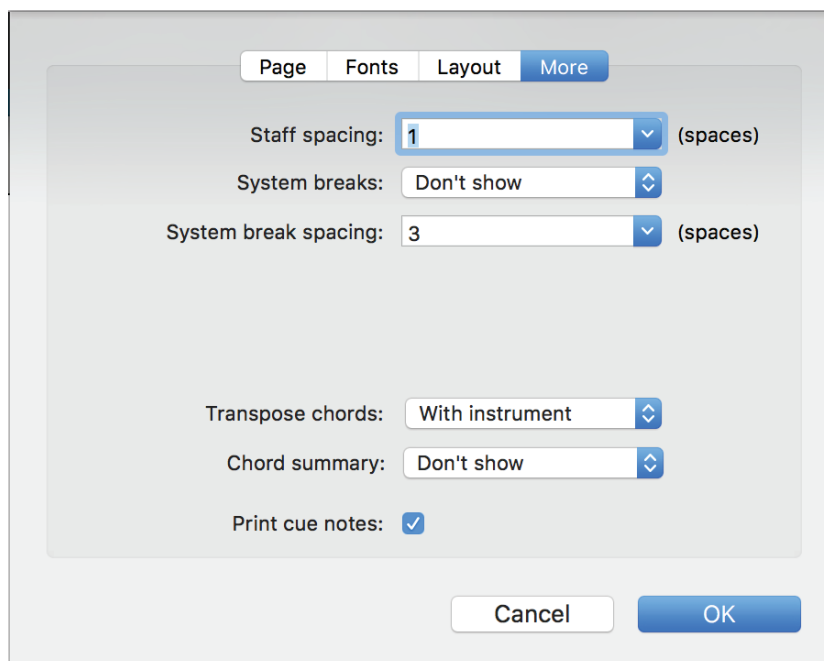 Page Fonts Layout More
Staff spacing: 1 (spaces)
System breaks: Don't show
System break spacing: 3 (spaces)
Transpose chords: With instrument
Chord summary: Don't show
Print cue notes:
Cancel OK